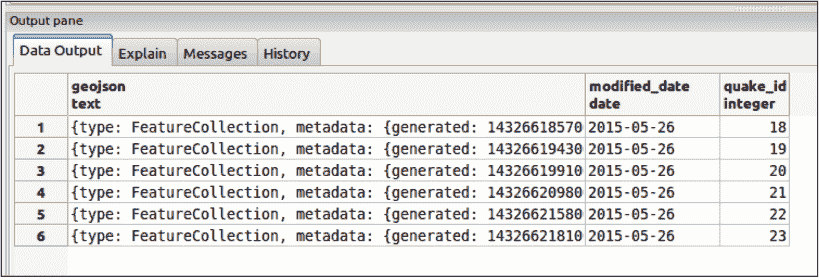 Output pane
Data Output Explain Messages History
geojson modified_date quake_id
text date integer
1 {type: FeatureCollection, metadata: {generated: 14326618570 2015-05-26 18
2 {type: FeatureCollection, metadata: {generated: 14326619430 2015-05-26 19
3 {type: FeatureCollection, metadata: {generated: 14326619910 2015-05-26 20
4 {type: FeatureCollection, metadata: {generated: 14326620980 2015-05-26 21
5 {type: FeatureCollection, metadata: {generated: 14326621580 2015-05-26 22
6 {type: FeatureCollection, metadata: {generated: 14326621810 2015-05-26 23